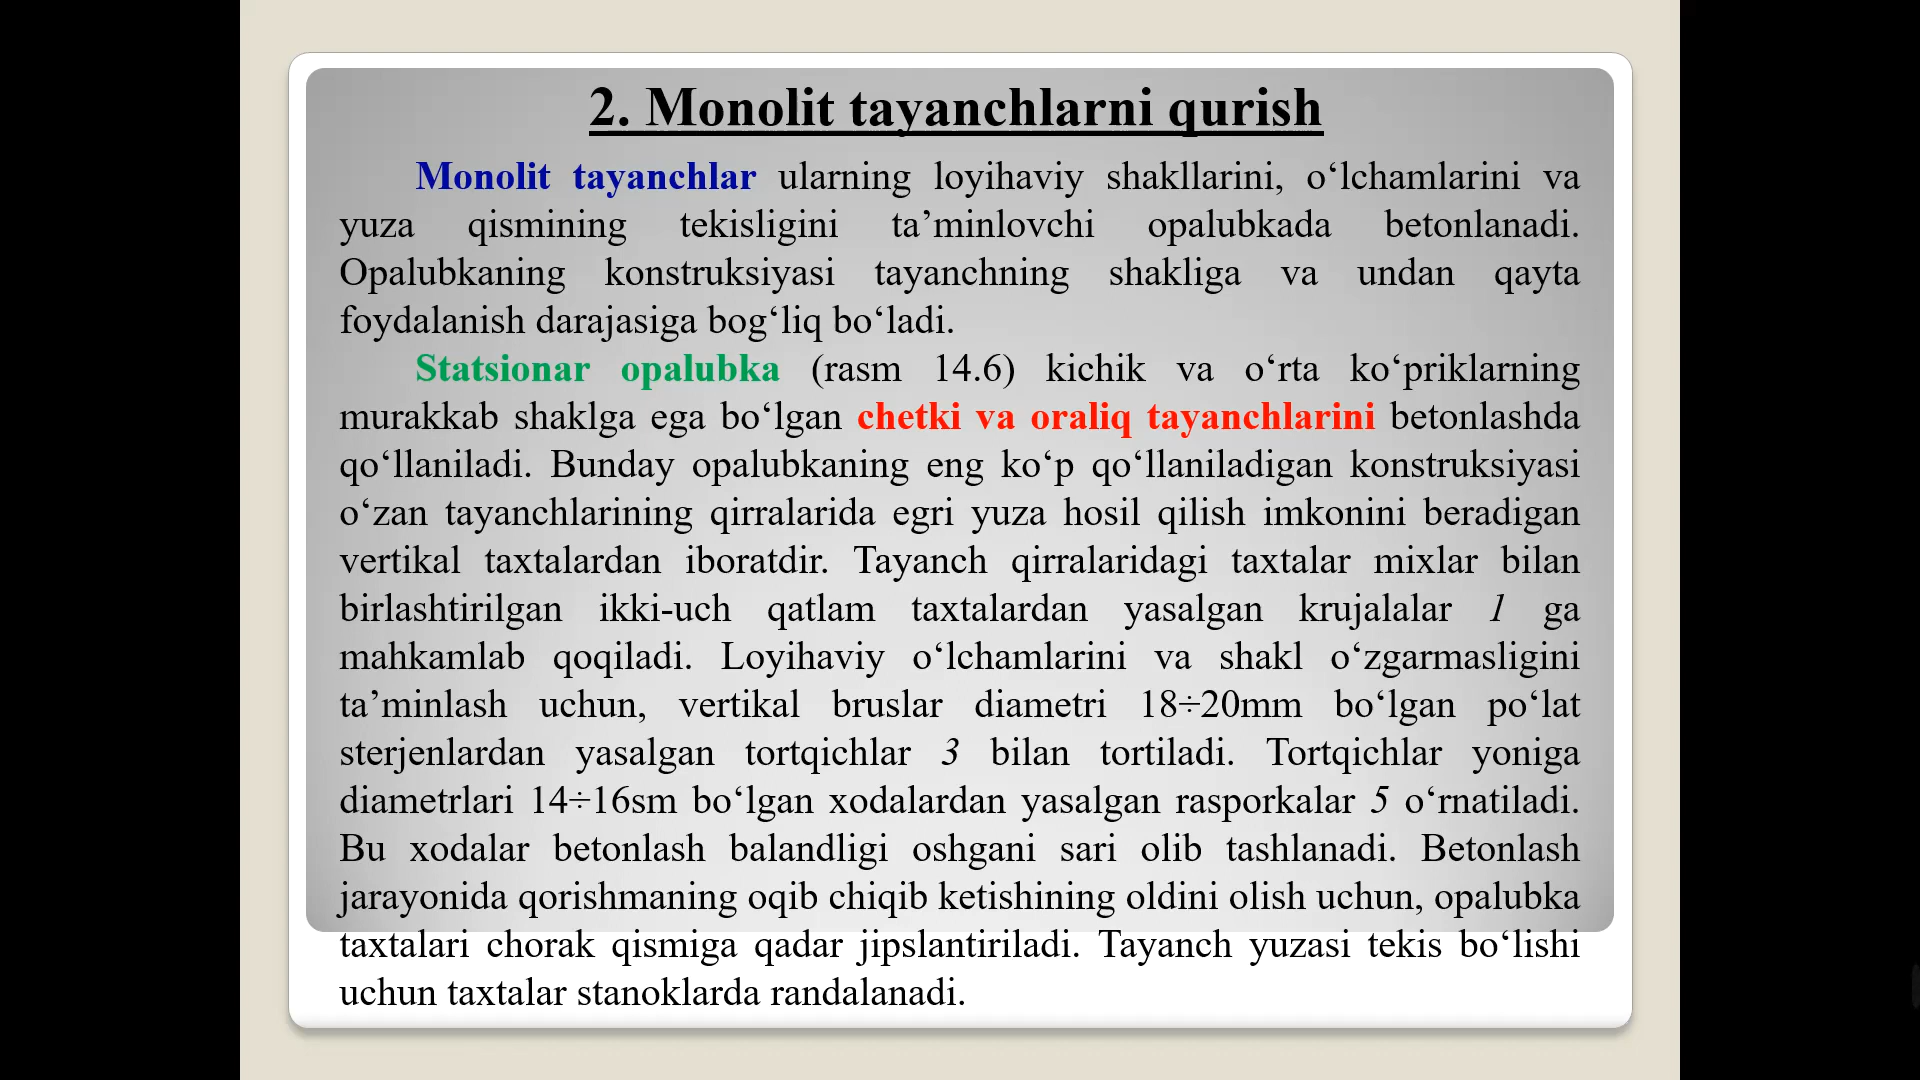 2. Monolit tayanchlarni qurish
Monolit tayanchlar ularning loyihaviy shakllarini, o‘lchamlarini va
yuza qismining tekisligini ta’minlovchi opalubkada betonlanadi.
Opalubkaning konstruksiyasi tayanchning shakliga va undan qayta
foydalanish darajasiga bog‘liq bo‘ladi.
Statsionar opalubka (rasm 14.6) kichik va o‘rta ko‘priklarning
murakkab shaklga ega bo‘lgan chetki va oraliq tayanchlarini betonlashda
qo‘llaniladi. Bunday opalubkaning eng ko‘p qo‘llaniladigan konstruksiyasi
o‘zan tayanchlarining qirralarida egri yuza hosil qilish imkonini beradigan
vertikal taxtalardan iboratdir. Tayanch qirralaridagi taxtalar mixlar bilan
birlashtirilgan ikki-uch qatlam taxtalardan yasalgan krujalalar 1 ga
mahkamlab qoqiladi. Loyihaviy o‘lchamlarini va shakl o‘zgarmasligini
ta’minlash uchun, vertikal bruslar diametri 18÷20mm bo‘lgan po‘lat
sterjenlardan yasalgan tortqichlar 3 bilan tortiladi. Tortqichlar yoniga
diametrlari 14÷16sm bo‘lgan xodalardan yasalgan rasporkalar 5 o‘rnatiladi.
Bu xodalar betonlash balandligi oshgani sari olib tashlanadi. Betonlash
jarayonida qorishmaning oqib chiqib ketishining oldini olish uchun, opalubka
taxtalari chorak qismiga qadar jipslantiriladi. Tayanch yuzasi tekis bo‘lishi
uchun taxtalar stanoklarda randalanadi.